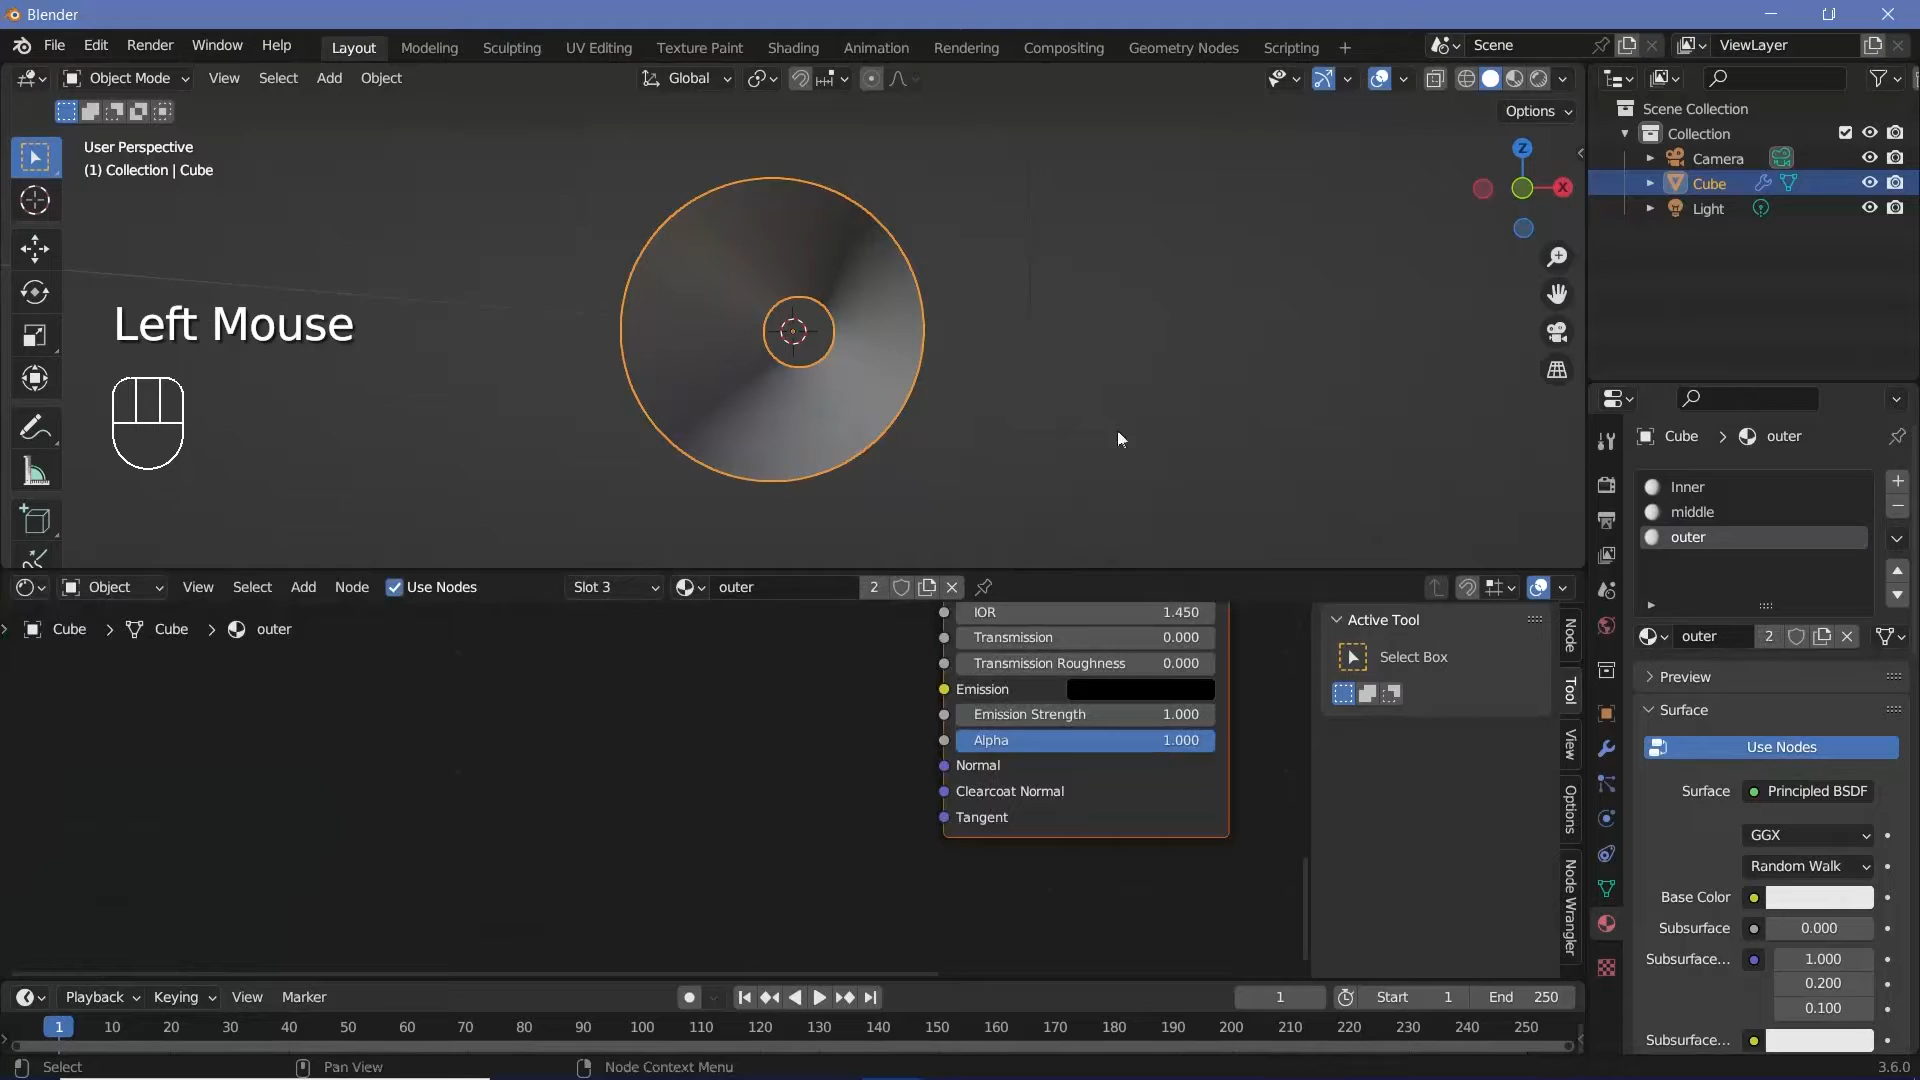 Blender
File Edit Render Window Help Layout Modeling Sculpting UV Editing Texture Paint Shading Animation Rendering Compositing Geometry Nodes Scripting + Scene ViewLayer
Object Mode View Select Add Object Global
Options
User Perspective
(1) Collection | Cube
Z
X
Left Mouse
Scene Collection
Collection
Camera
Cube
Light
Cube > outer
Inner
middle
outer
outer 2
Preview
Surface
Use Nodes
Surface Principled BSDF
GGX
Random Walk
Base Color
Subsurface 0.000
Subsurface... 1.000
0.200
0.100
Subsurface...
Object View Select Add Node Use Nodes Slot 3 outer 2
Cube > Cube > outer
IOR 1.450
Transmission 0.000
Transmission Roughness 0.000
Emission
Emission Strength 1.000
Alpha 1.000
Normal
Clearcoat Normal
Tangent
Active Tool
Select Box
Node
Tool
View
Options
Node Wrangler
Playback Keying View Marker 1 Start 1 End 250
1 10 20 30 40 50 60 70 80 90 100 110 120 130 140 150 160 170 180 190 200 210 220 230 240 250
Select Pan View Node Context Menu 3.6.0